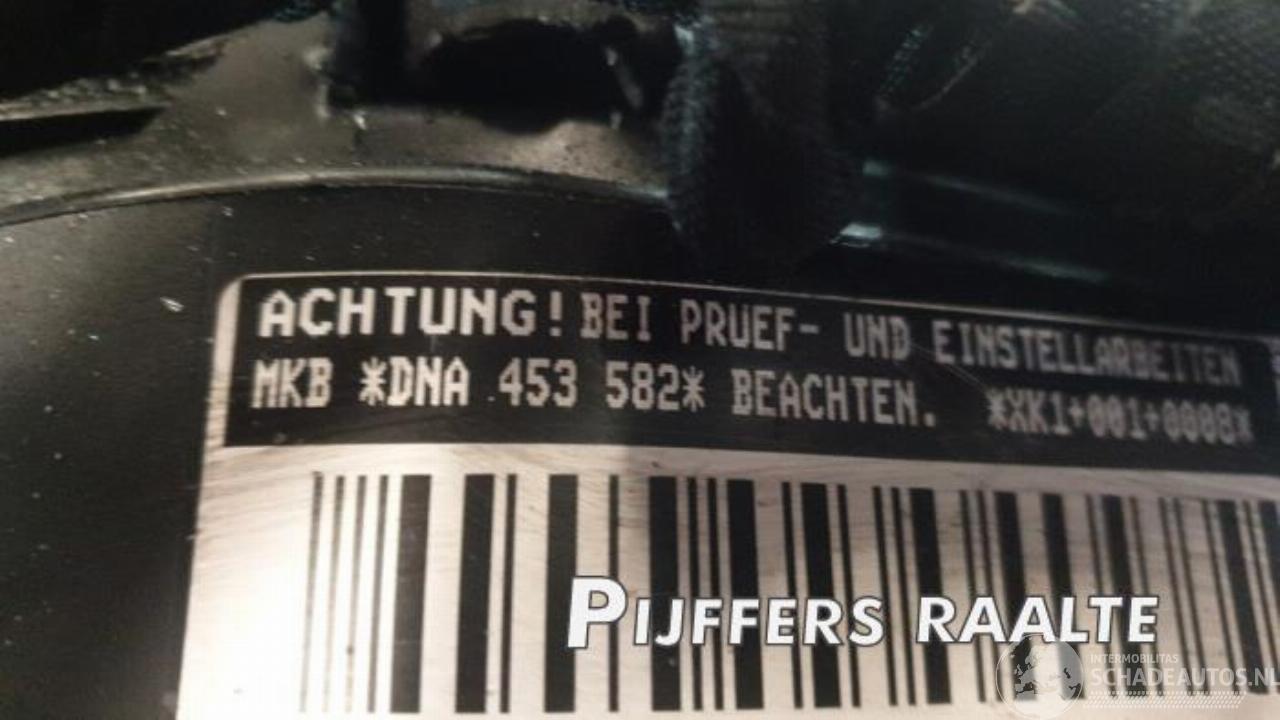 ACHTUNG! BEI PRUEF- UND EINSTELLARBEITEN
MKB *DNA 453 582* BEACHTEN. *XK1+001+0008*
PIJFFERS RAALTE
INTERMOBILITAS
SCHADEAUTOS.NL